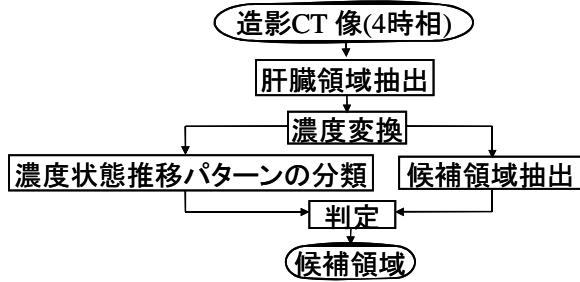 造影CT 像(4時相)
肝臓領域抽出
濃度変換
濃度状態推移パターンの分類
候補領域抽出
判定
候補領域